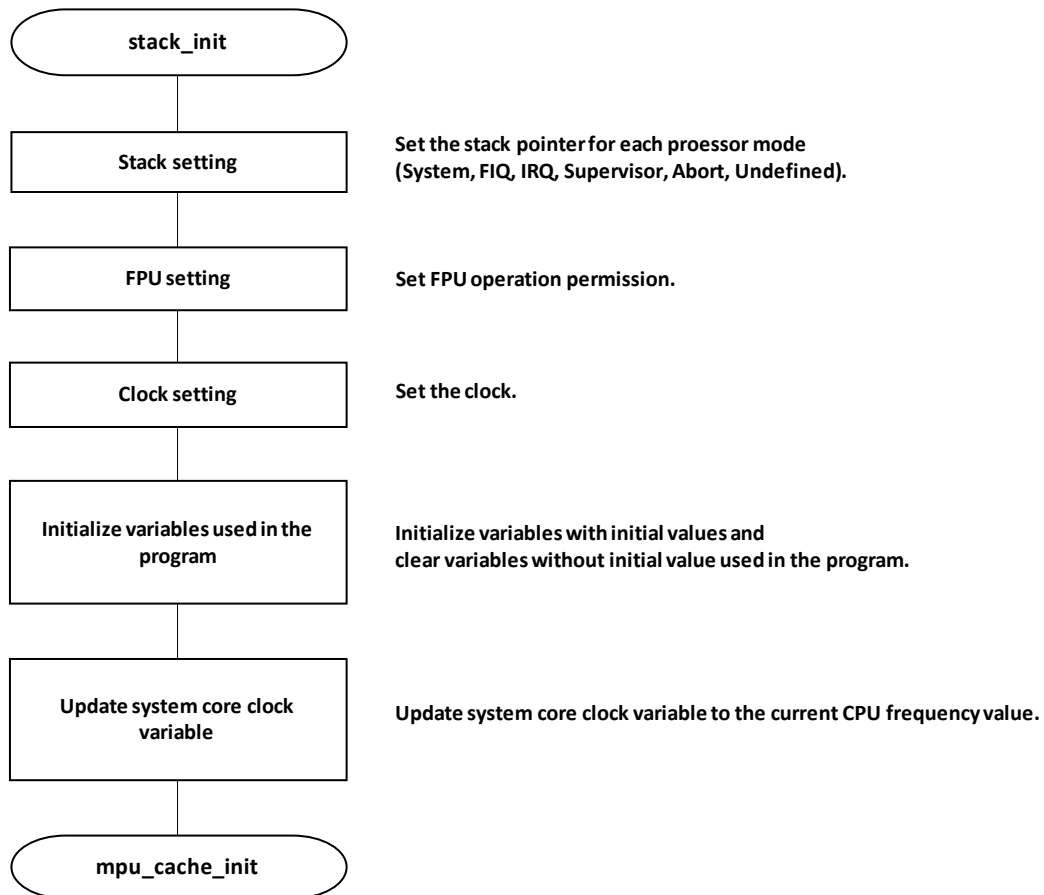 stack_init
Stack setting
Set the stack pointer for each proessor mode
(System, FIQ, IRQ, Supervisor, Abort, Undefined).
FPU setting
Set FPU operation permission.
Clock setting
Set the clock.
Initialize variables used in the
program
Initialize variables with initial values and
clear variables without initial value used in the program.
Update system core clock
variable
Update system core clock variable to the current CPU frequency value.
mpu_cache_init